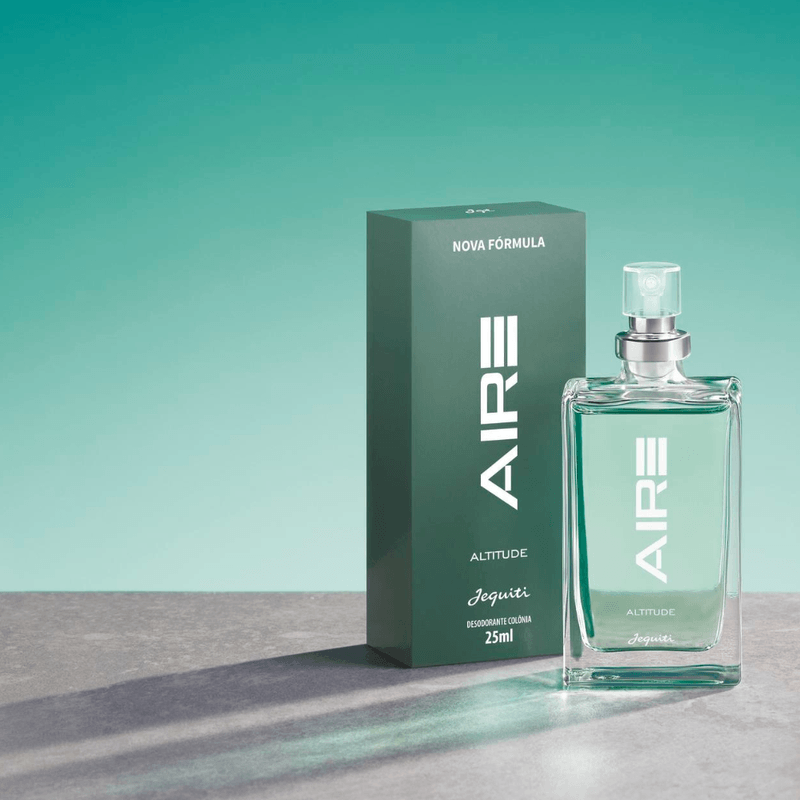 NOVA FÓRMULA
AIRE
ALTITUDE
Jequiti
DESODORANTE COLÔNIA
25ml
AIRE
ALTITUDE
Jequiti